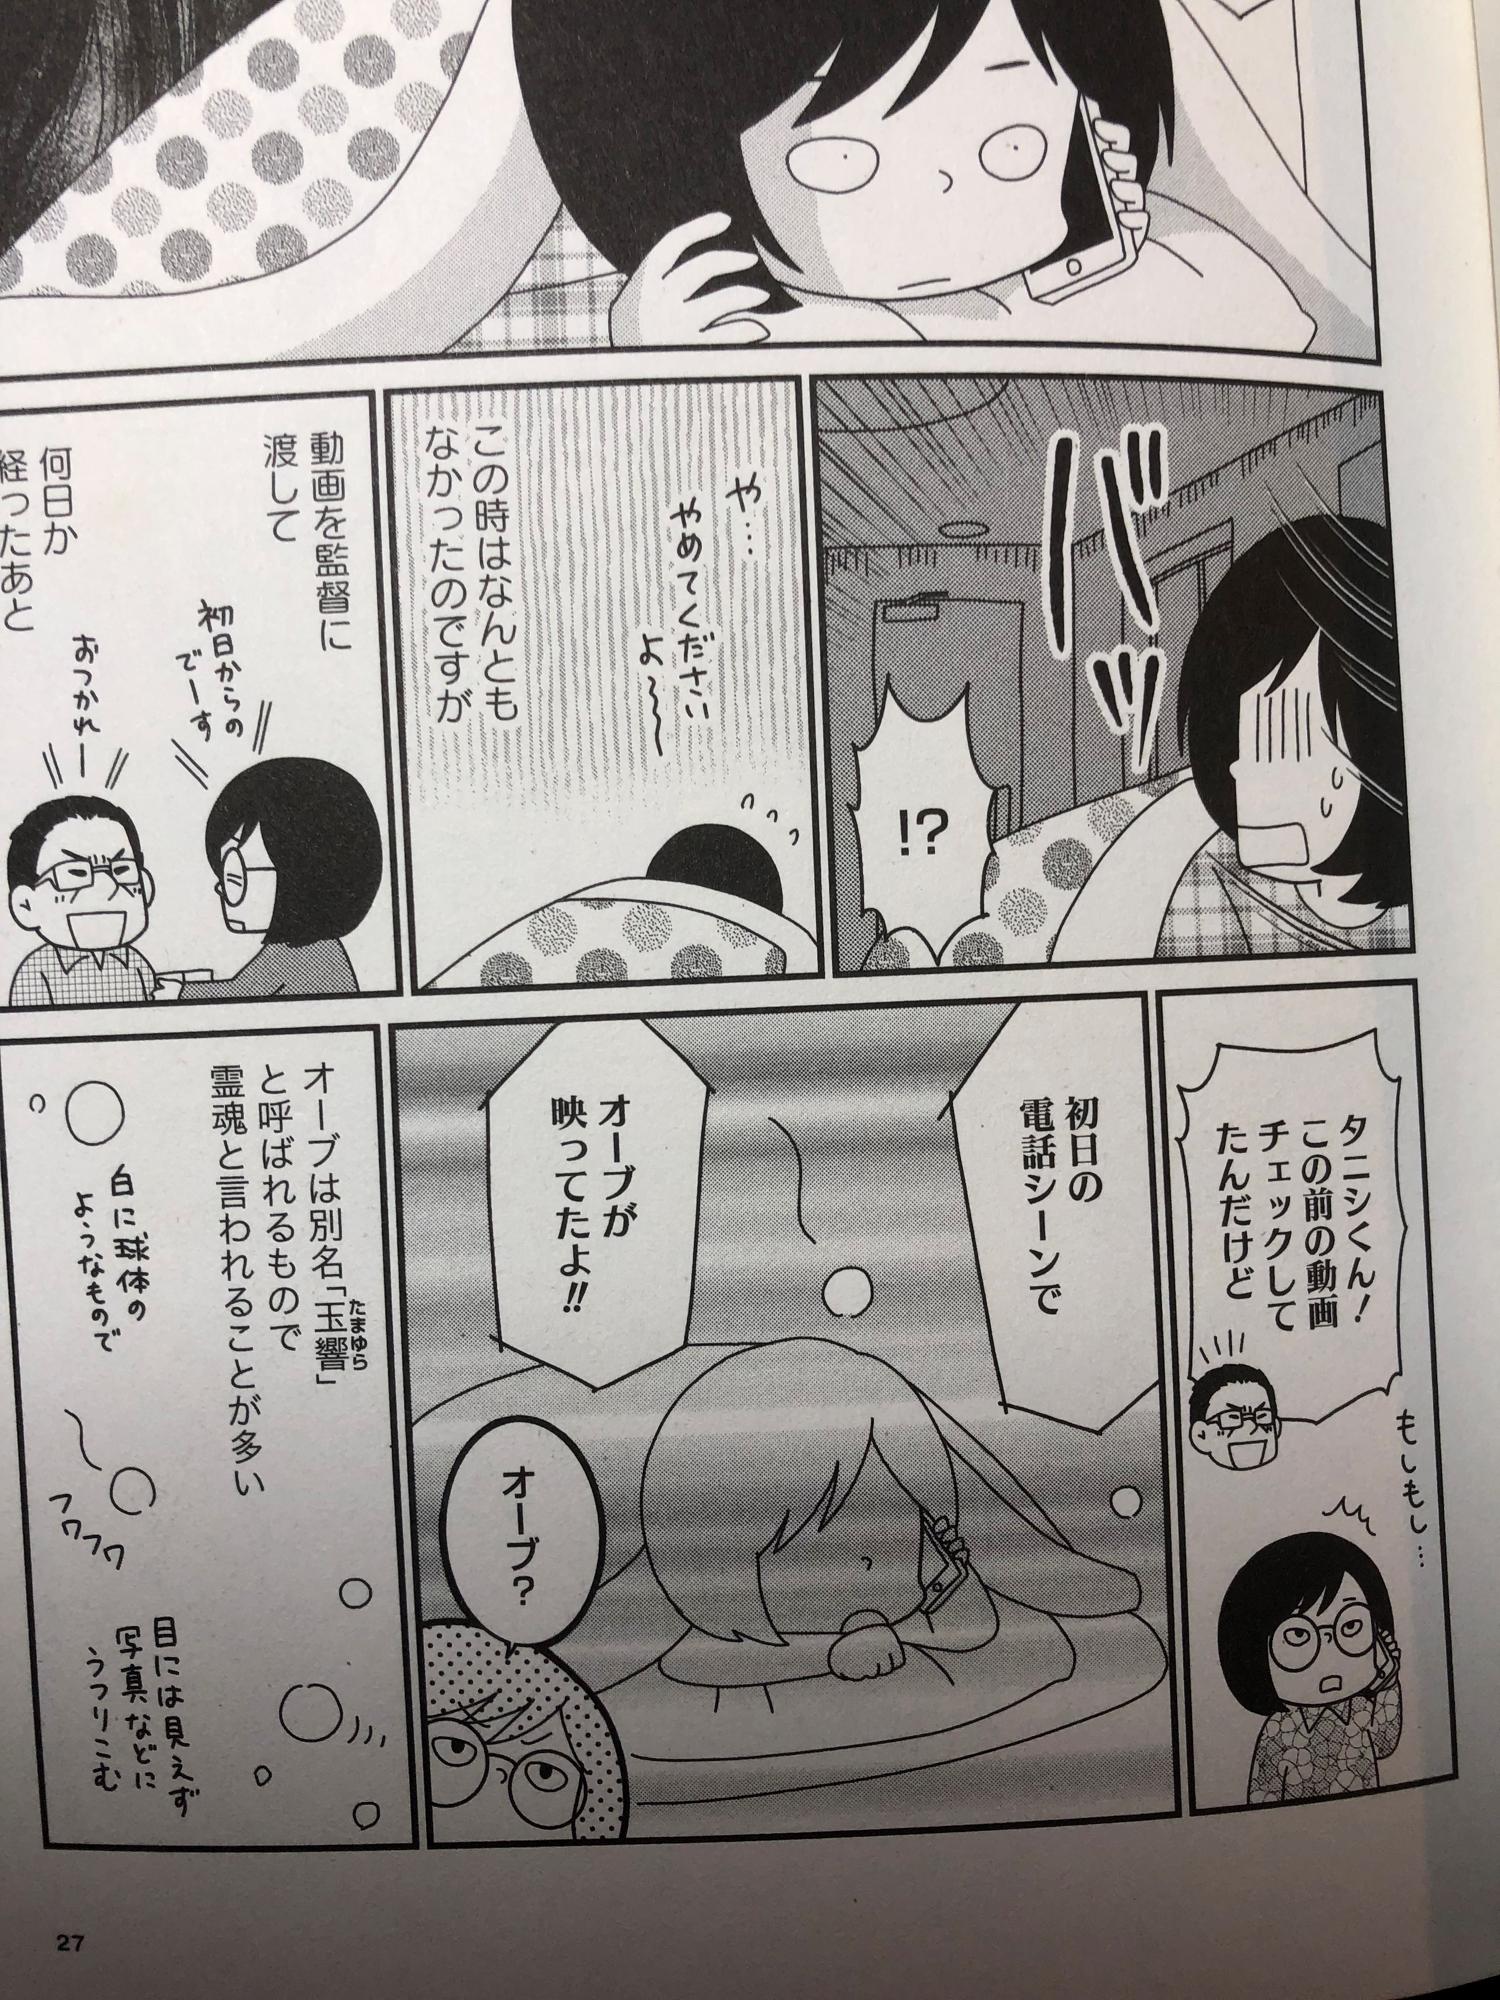 バッ
!?
や…
やめてください
よ〜〜
この時はなんとも
なかったのですが
動画を監督に
渡して
初日からの
でーす
おつかれー
何日か
経ったあと
タニシくん!
この前の動画
チェックして
たんだけど
もしもし…
初日の
電話シーンで
オーブが
映ってたよ!!
オーブ?
オーブは別名「玉響」
たまゆら
と呼ばれるもので
霊魂と言われることが多い
白に球体の
ようなもので
フワフワ
目には見えず
写真などに
うつりこむ
27